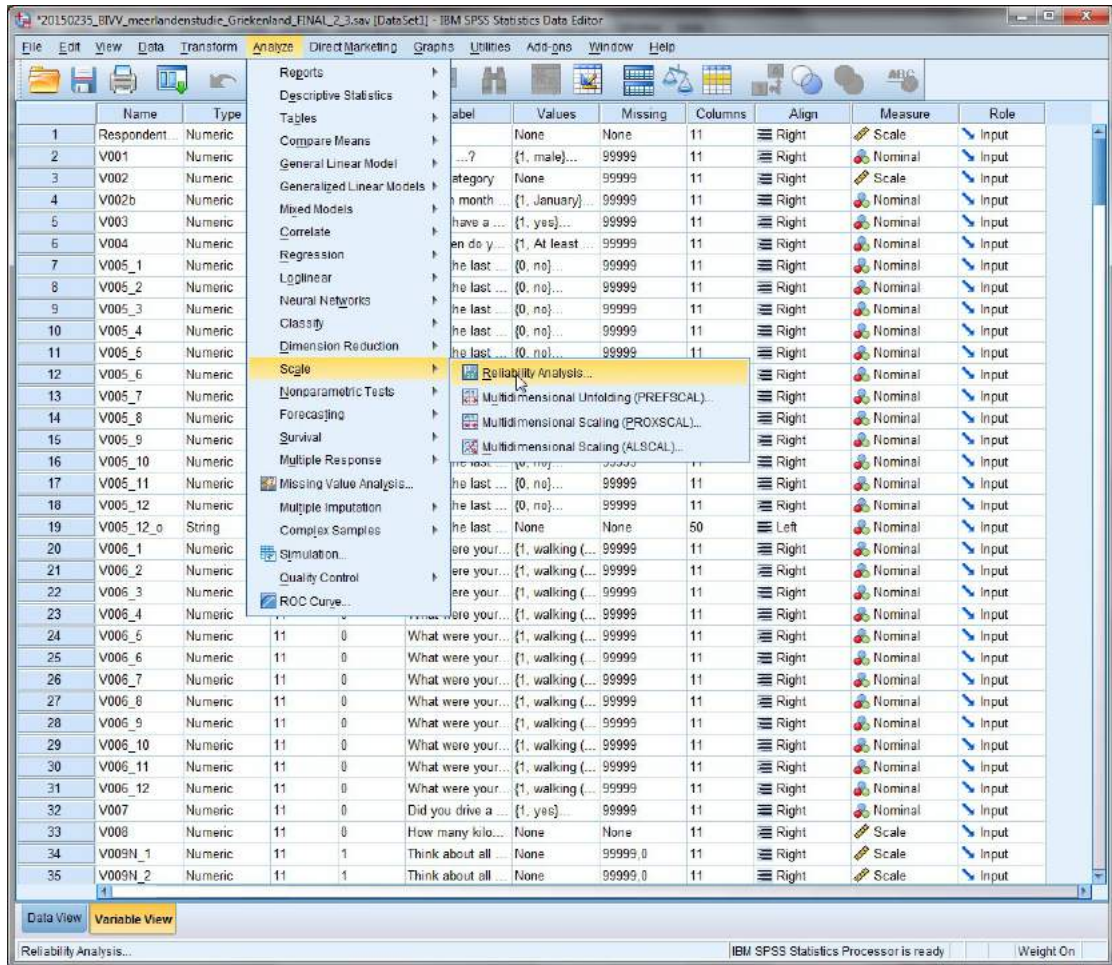 *20150235_BIVV_meerlandenstudie_Griekenland_FINAL_2_3.sav [DataSet1] - IBM SPSS Statistics Data Editor
File Edit View Data Transform Analyze Direct Marketing Graphs Utilities Add-ons Window Help
Reports
Descriptive Statistics
Tables
Compare Means
General Linear Model
Generalized Linear Models
Mixed Models
Correlate
Regression
Loglinear
Neural Networks
Classify
Dimension Reduction
Scale
Nonparametric Tests
Forecasting
Survival
Multiple Response
Missing Value Analysis...
Multiple Imputation
Complex Samples
Simulation...
Quality Control
ROC Curve...
Reliability Analysis...
Multidimensional Unfolding (PREFSCAL)...
Multidimensional Scaling (PROXSCAL)...
Multidimensional Scaling (ALSCAL)...
Name Type abel Values Missing Columns Align Measure Role
1 Respondent... Numeric None None 11 Right Scale Input
2 V001 Numeric ...? {1, male}... 99999 11 Right Nominal Input
3 V002 Numeric ategory None 99999 11 Right Scale Input
4 V002b Numeric month {1, January}... 99999 11 Right Nominal Input
5 V003 Numeric have a ... {1, yes}... 99999 11 Right Nominal Input
6 V004 Numeric en do y... {1, At least ... 99999 11 Right Nominal Input
7 V005_1 Numeric he last ... {0, no}... 99999 11 Right Nominal Input
8 V005_2 Numeric he last ... {0, no}... 99999 11 Right Nominal Input
9 V005_3 Numeric he last ... {0, no}... 99999 11 Right Nominal Input
10 V005_4 Numeric he last ... {0, no}... 99999 11 Right Nominal Input
11 V005_5 Numeric he last ... {0, no}... 99999 11 Right Nominal Input
12 V005_6 Numeric Right Nominal Input
13 V005_7 Numeric Right Nominal Input
14 V005_8 Numeric Right Nominal Input
15 V005_9 Numeric Right Nominal Input
16 V005_10 Numeric Right Nominal Input
17 V005_11 Numeric he last ... {0, no}... 99999 11 Right Nominal Input
18 V005_12 Numeric he last ... {0, no}... 99999 11 Right Nominal Input
19 V005_12_o String he last ... None None 50 Left Nominal Input
20 V006_1 Numeric ere your... {1, walking (... 99999 11 Right Nominal Input
21 V006_2 Numeric ere your... {1, walking (... 99999 11 Right Nominal Input
22 V006_3 Numeric ere your... {1, walking (... 99999 11 Right Nominal Input
23 V006_4 Numeric ere your... {1, walking (... 99999 11 Right Nominal Input
24 V006_5 Numeric 11 0 What were your... {1, walking (... 99999 11 Right Nominal Input
25 V006_6 Numeric 11 0 What were your... {1, walking (... 99999 11 Right Nominal Input
26 V006_7 Numeric 11 0 What were your... {1, walking (... 99999 11 Right Nominal Input
27 V006_8 Numeric 11 0 What were your... {1, walking (... 99999 11 Right Nominal Input
28 V006_9 Numeric 11 0 What were your... {1, walking (... 99999 11 Right Nominal Input
29 V006_10 Numeric 11 0 What were your... {1, walking (... 99999 11 Right Nominal Input
30 V006_11 Numeric 11 0 What were your... {1, walking (... 99999 11 Right Nominal Input
31 V006_12 Numeric 11 0 What were your... {1, walking (... 99999 11 Right Nominal Input
32 V007 Numeric 11 0 Did you drive a ... {1, yes}... 99999 11 Right Nominal Input
33 V008 Numeric 11 0 How many kilo... None None 11 Right Scale Input
34 V009N_1 Numeric 11 1 Think about all ... None 99999,0 11 Right Scale Input
35 V009N_2 Numeric 11 1 Think about all ... None 99999,0 11 Right Scale Input
Data View Variable View
Reliability Analysis... IBM SPSS Statistics Processor is ready Weight On